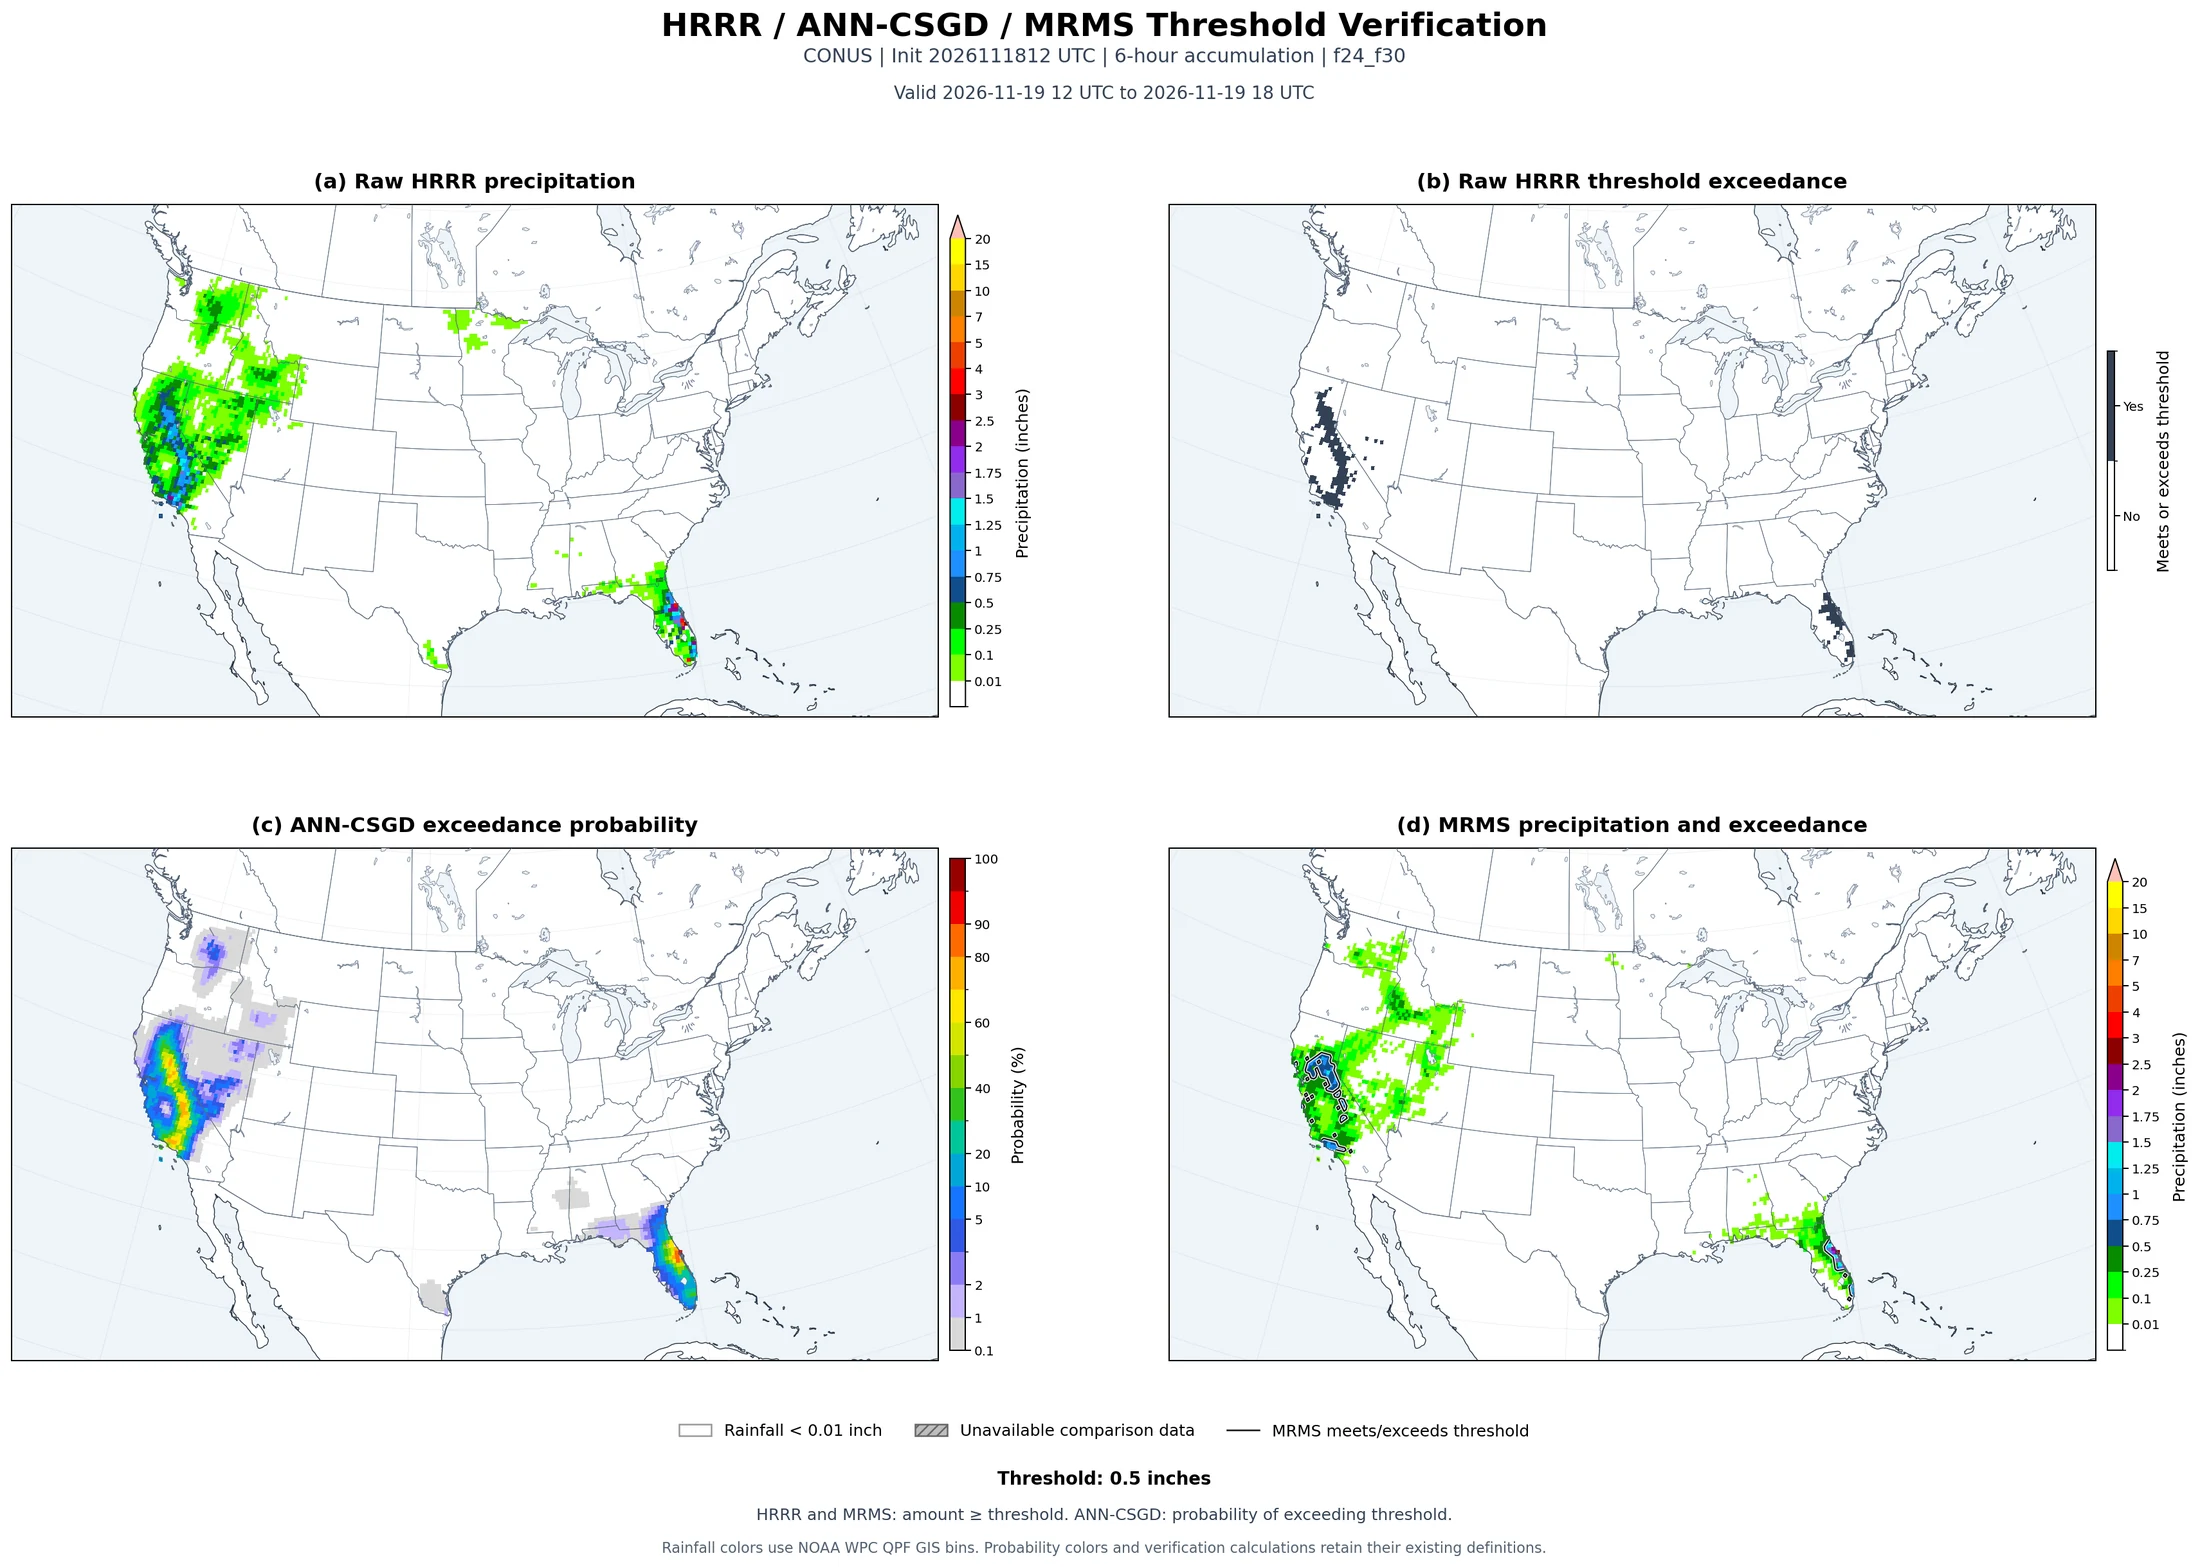 HRRR / ANN-CSGD / MRMS Threshold Verification
CONUS | Init 2026111812 UTC | 6-hour accumulation | f24_f30
Valid 2026-11-19 12 UTC to 2026-11-19 18 UTC
(a) Raw HRRR precipitation
20
15
10
7
5
4
3
2.5
2
1.75
1.5
1.25
1
0.75
0.5
0.25
0.1
0.01
Precipitation (inches)
(b) Raw HRRR threshold exceedance
Yes
No
Meets or exceeds threshold
(c) ANN-CSGD exceedance probability
100
90
80
60
40
20
10
5
2
1
0.1
Probability (%)
(d) MRMS precipitation and exceedance
20
15
10
7
5
4
3
2.5
2
1.75
1.5
1.25
1
0.75
0.5
0.25
0.1
0.01
Precipitation (inches)
Rainfall < 0.01 inch
Unavailable comparison data
MRMS meets/exceeds threshold
Threshold: 0.5 inches
HRRR and MRMS: amount ≥ threshold. ANN-CSGD: probability of exceeding threshold.
Rainfall colors use NOAA WPC QPF GIS bins. Probability colors and verification calculations retain their existing definitions.